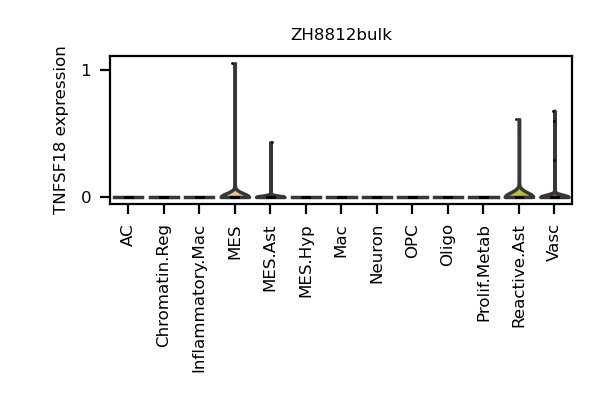 ZH8812bulk
TNFSF18 expression
1
0
AC
Chromatin.Reg
Inflammatory.Mac
MES
MES.Ast
MES.Hyp
Mac
Neuron
OPC
Oligo
Prolif.Metab
Reactive.Ast
Vasc